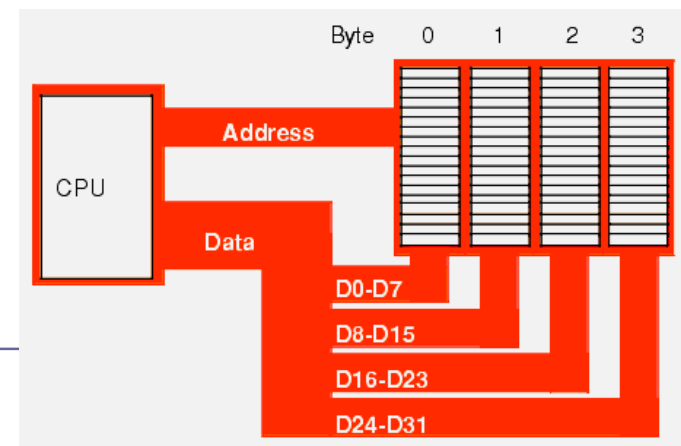 Byte 0 1 2 3
Address
CPU
Data
D0-D7
D8-D15
D16-D23
D24-D31